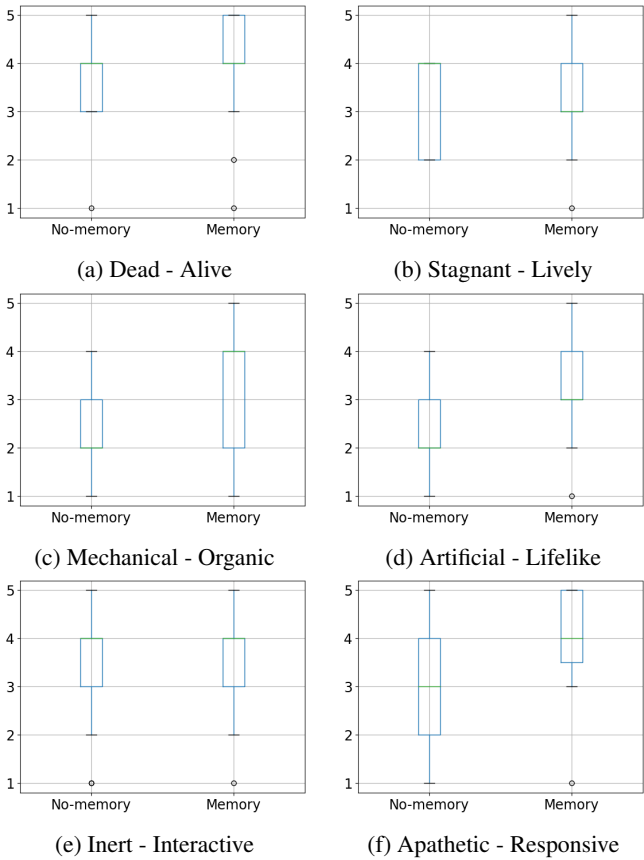 5
4
3
2
1
No-memory Memory
(a) Dead - Alive
5
4
3
2
1
No-memory Memory
(b) Stagnant - Lively
5
4
3
2
1
No-memory Memory
(c) Mechanical - Organic
5
4
3
2
1
No-memory Memory
(d) Artificial - Lifelike
5
4
3
2
1
No-memory Memory
(e) Inert - Interactive
5
4
3
2
1
No-memory Memory
(f) Apathetic - Responsive